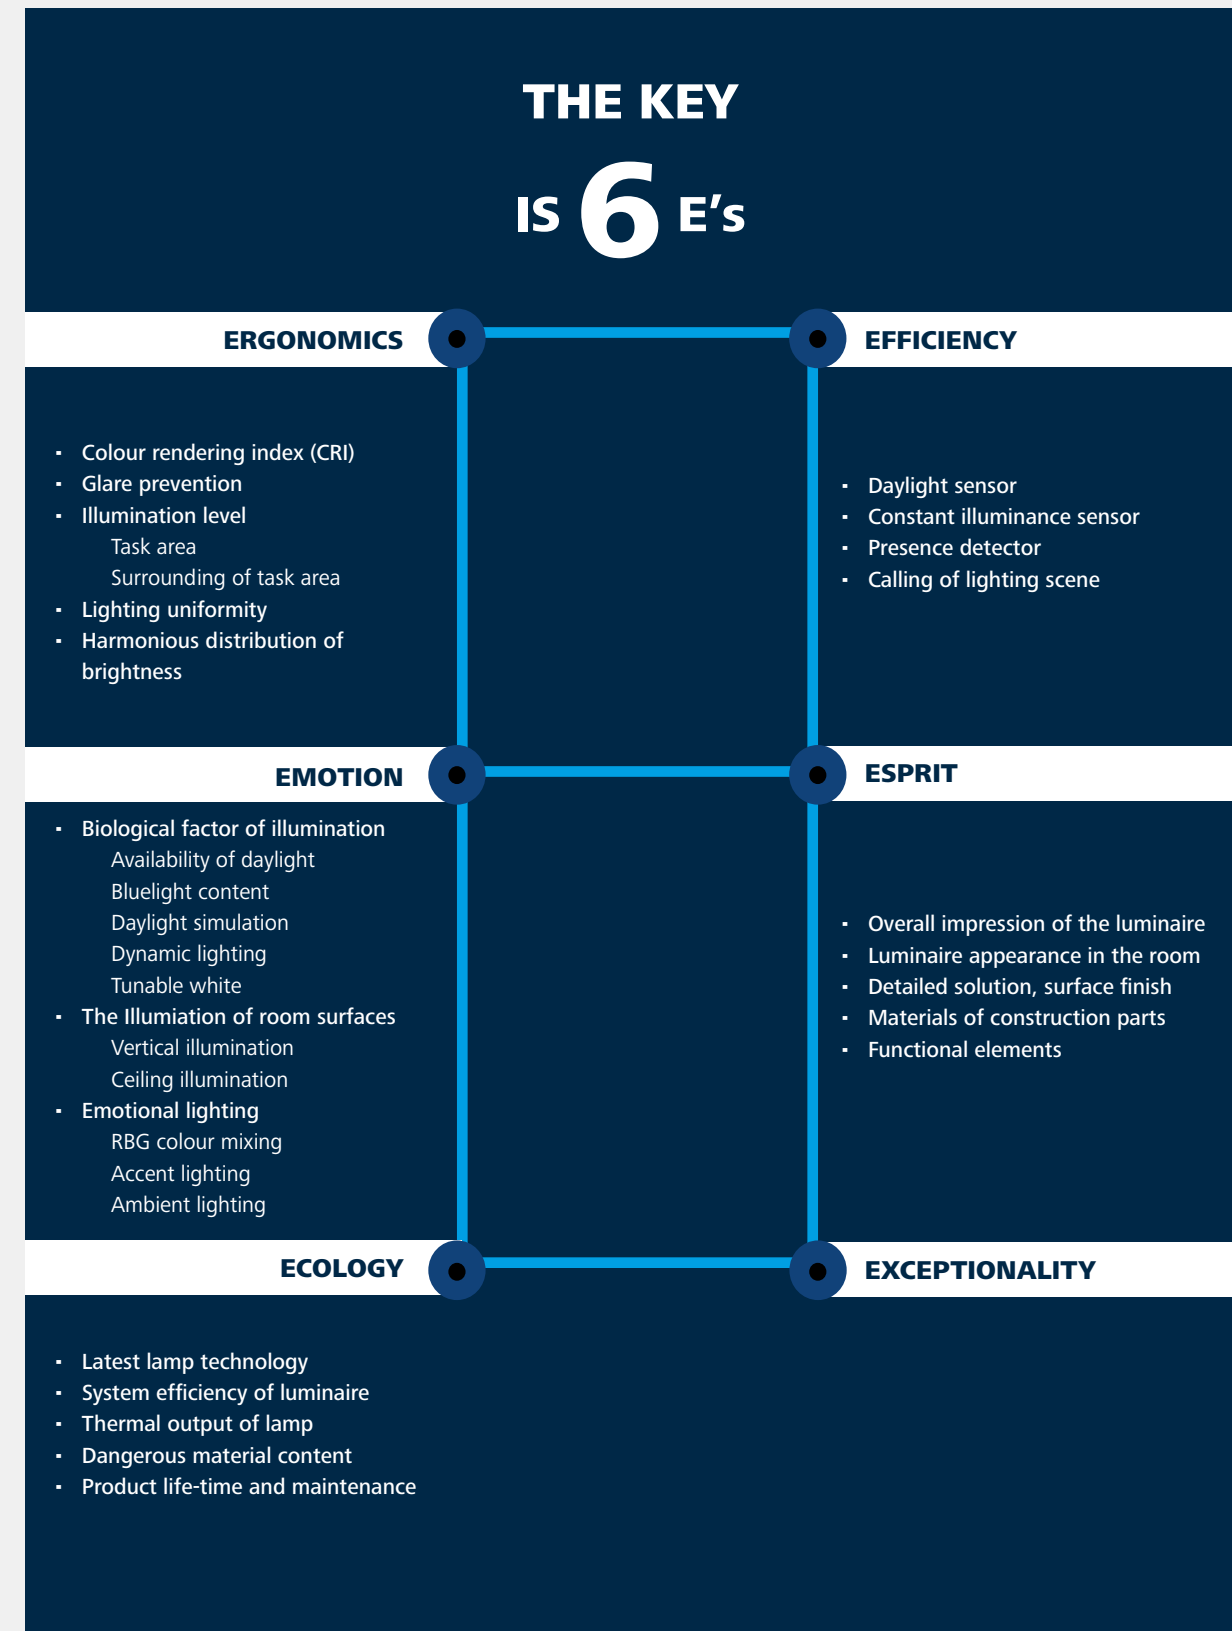 THE KEY
IS 6 E's
ERGONOMICS
▪ Colour rendering index (CRI)
▪ Glare prevention
▪ Illumination level
Task area
Surrounding of task area
▪ Lighting uniformity
▪ Harmonious distribution of
brightness
EFFICIENCY
▪ Daylight sensor
▪ Constant illuminance sensor
▪ Presence detector
▪ Calling of lighting scene
EMOTION
▪ Biological factor of illumination
Availability of daylight
Bluelight content
Daylight simulation
Dynamic lighting
Tunable white
▪ The Illumiation of room surfaces
Vertical illumination
Ceiling illumination
▪ Emotional lighting
RBG colour mixing
Accent lighting
Ambient lighting
ESPRIT
▪ Overall impression of the luminaire
▪ Luminaire appearance in the room
▪ Detailed solution, surface finish
▪ Materials of construction parts
▪ Functional elements
ECOLOGY
▪ Latest lamp technology
▪ System efficiency of luminaire
▪ Thermal output of lamp
▪ Dangerous material content
▪ Product life-time and maintenance
EXCEPTIONALITY